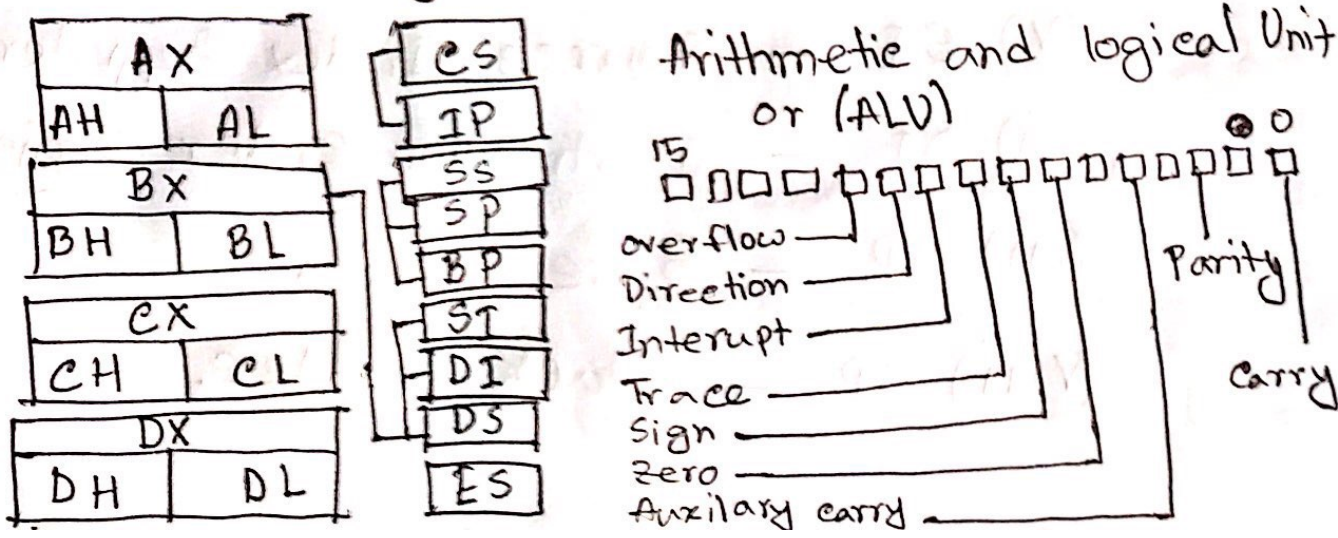 AX
AH AL
BX
BH BL
CX
CH CL
DX
DH DL
CS
IP
SS
SP
BP
SI
DI
DS
ES
Arithmetic and logical Unit
or (ALU)
15 0
overflow
Direction
Interupt
Trace
Sign
Zero
Auxilary carry
Parity
Carry